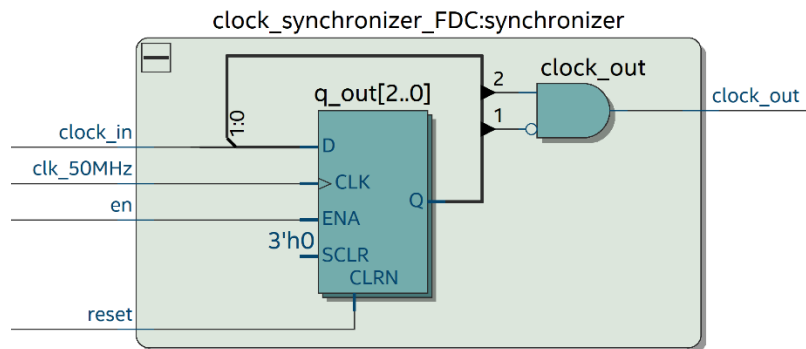 clock_synchronizer_FDC:synchronizer
clock_out
q_out[2..0]
2
1
1:0
clock_out
clock_in
D
clk_50MHz
CLK
Q
en
ENA
3'h0
SCLR
CLRN
reset